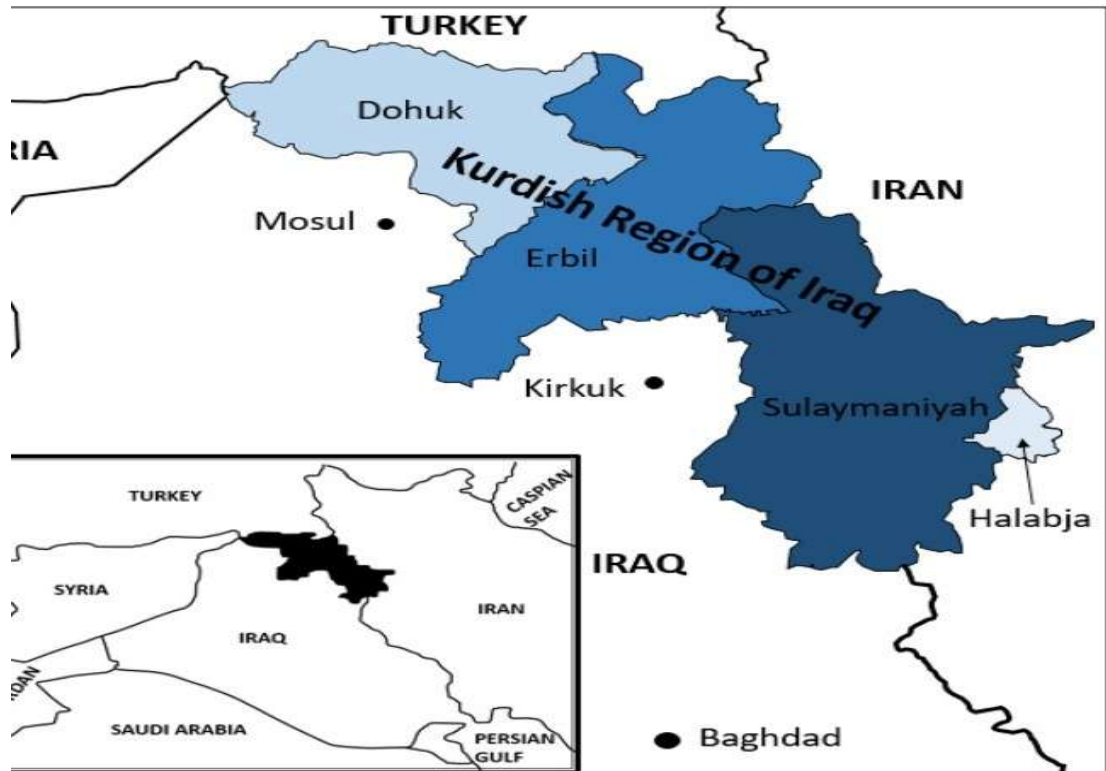 TURKEY
Dohuk
RIA
Kurdish Region of Iraq
IRAN
Mosul
Erbil
Kirkuk
Sulaymaniyah
Halabja
IRAQ
Baghdad
TURKEY
CASPIAN
SEA
SYRIA
IRAN
IRAQ
DAN
SAUDI ARABIA
PERSIAN
GULF